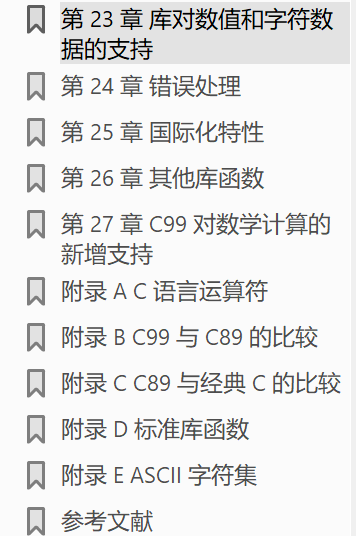 第 23 章 库对数值和字符数
据的支持
第 24 章 错误处理
第 25 章 国际化特性
第 26 章 其他库函数
第 27 章 C99 对数学计算的
新增支持
附录 A C 语言运算符
附录 B C99 与 C89 的比较
附录 C C89 与经典 C 的比较
附录 D 标准库函数
附录 E ASCII 字符集
参考文献